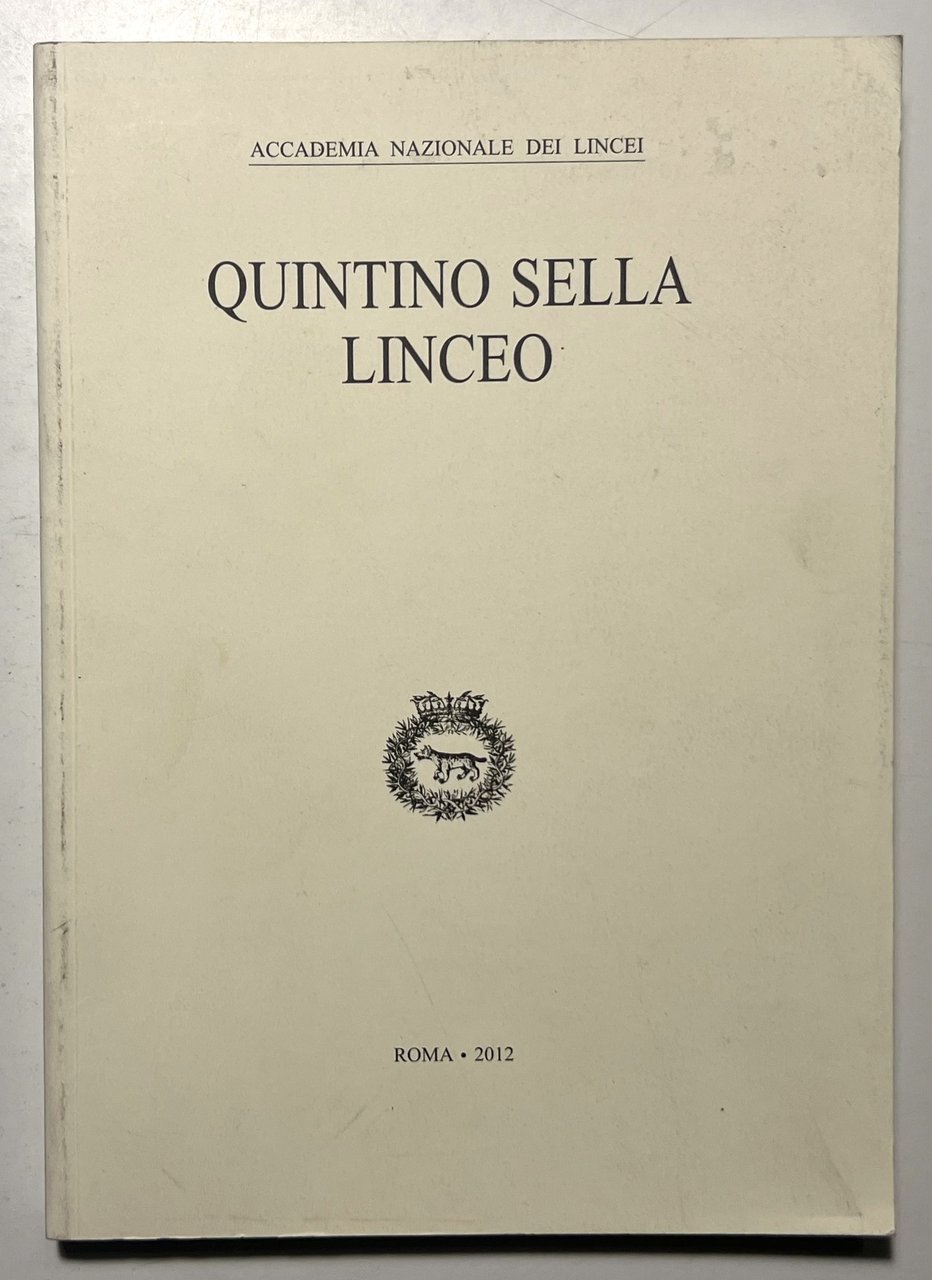 ACCADEMIA NAZIONALE DEI LINCEI
QUINTINO SELLA
LINCEO
ROMA • 2012